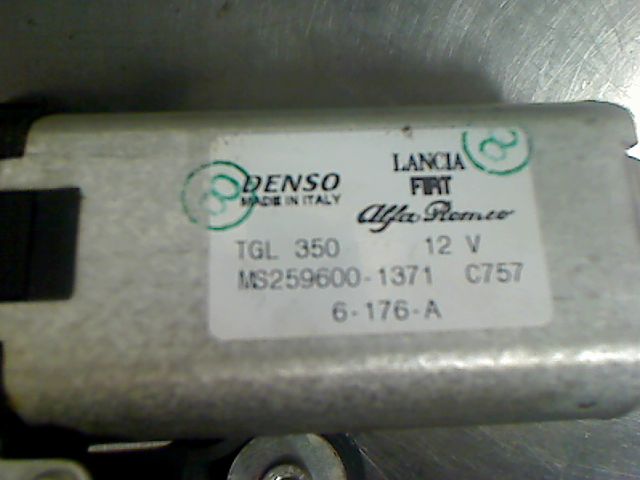 DENSO
MADE IN ITALY
LANCIA
FIAT
Alfa Romeo
TGL 350 12 V
MS259600-1371 C757
6-176-A